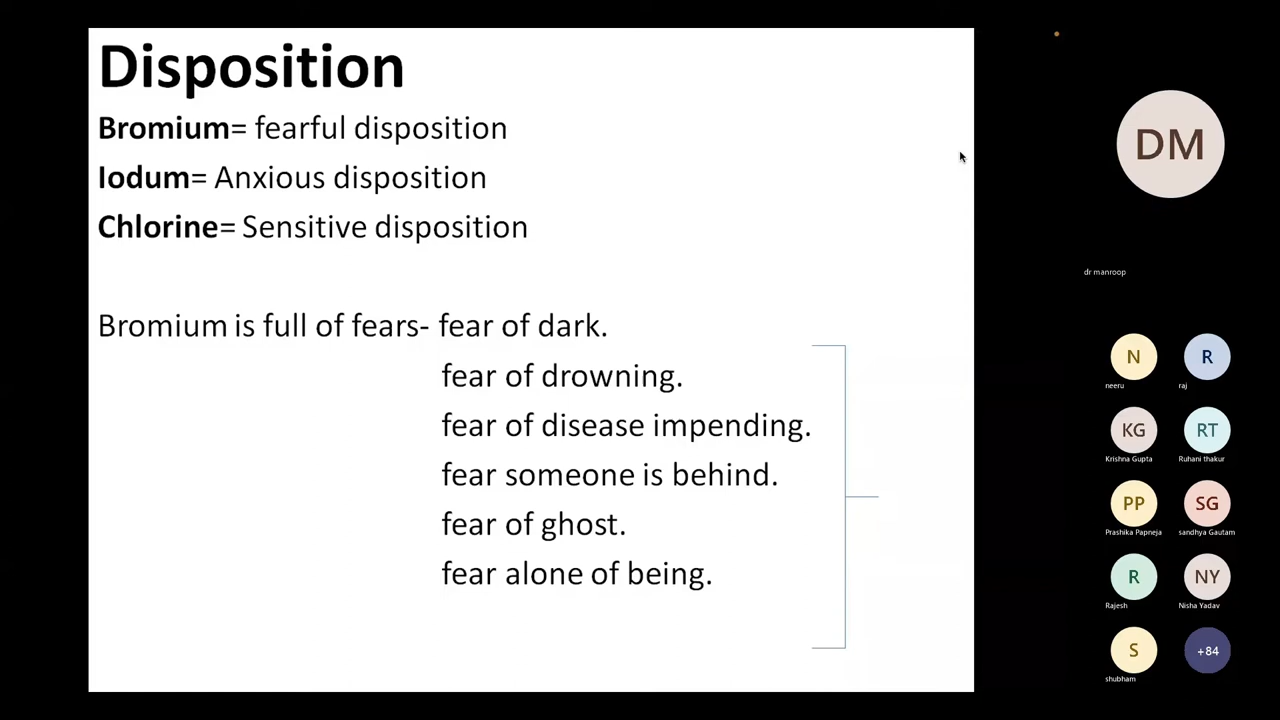 Disposition
Bromium= fearful disposition
Iodum= Anxious disposition
Chlorine= Sensitive disposition
Bromium is full of fears- fear of dark.
fear of drowning.
fear of disease impending.
fear someone is behind.
fear of ghost.
fear alone of being.
DM
dr manroop
N R
neeru raj
KG RT
Krishna Gupta Ruhani thakur
PP SG
Prashika Papneja sandhya Gautam
R NY
Rajesh Nisha Yadav
S +84
shubham